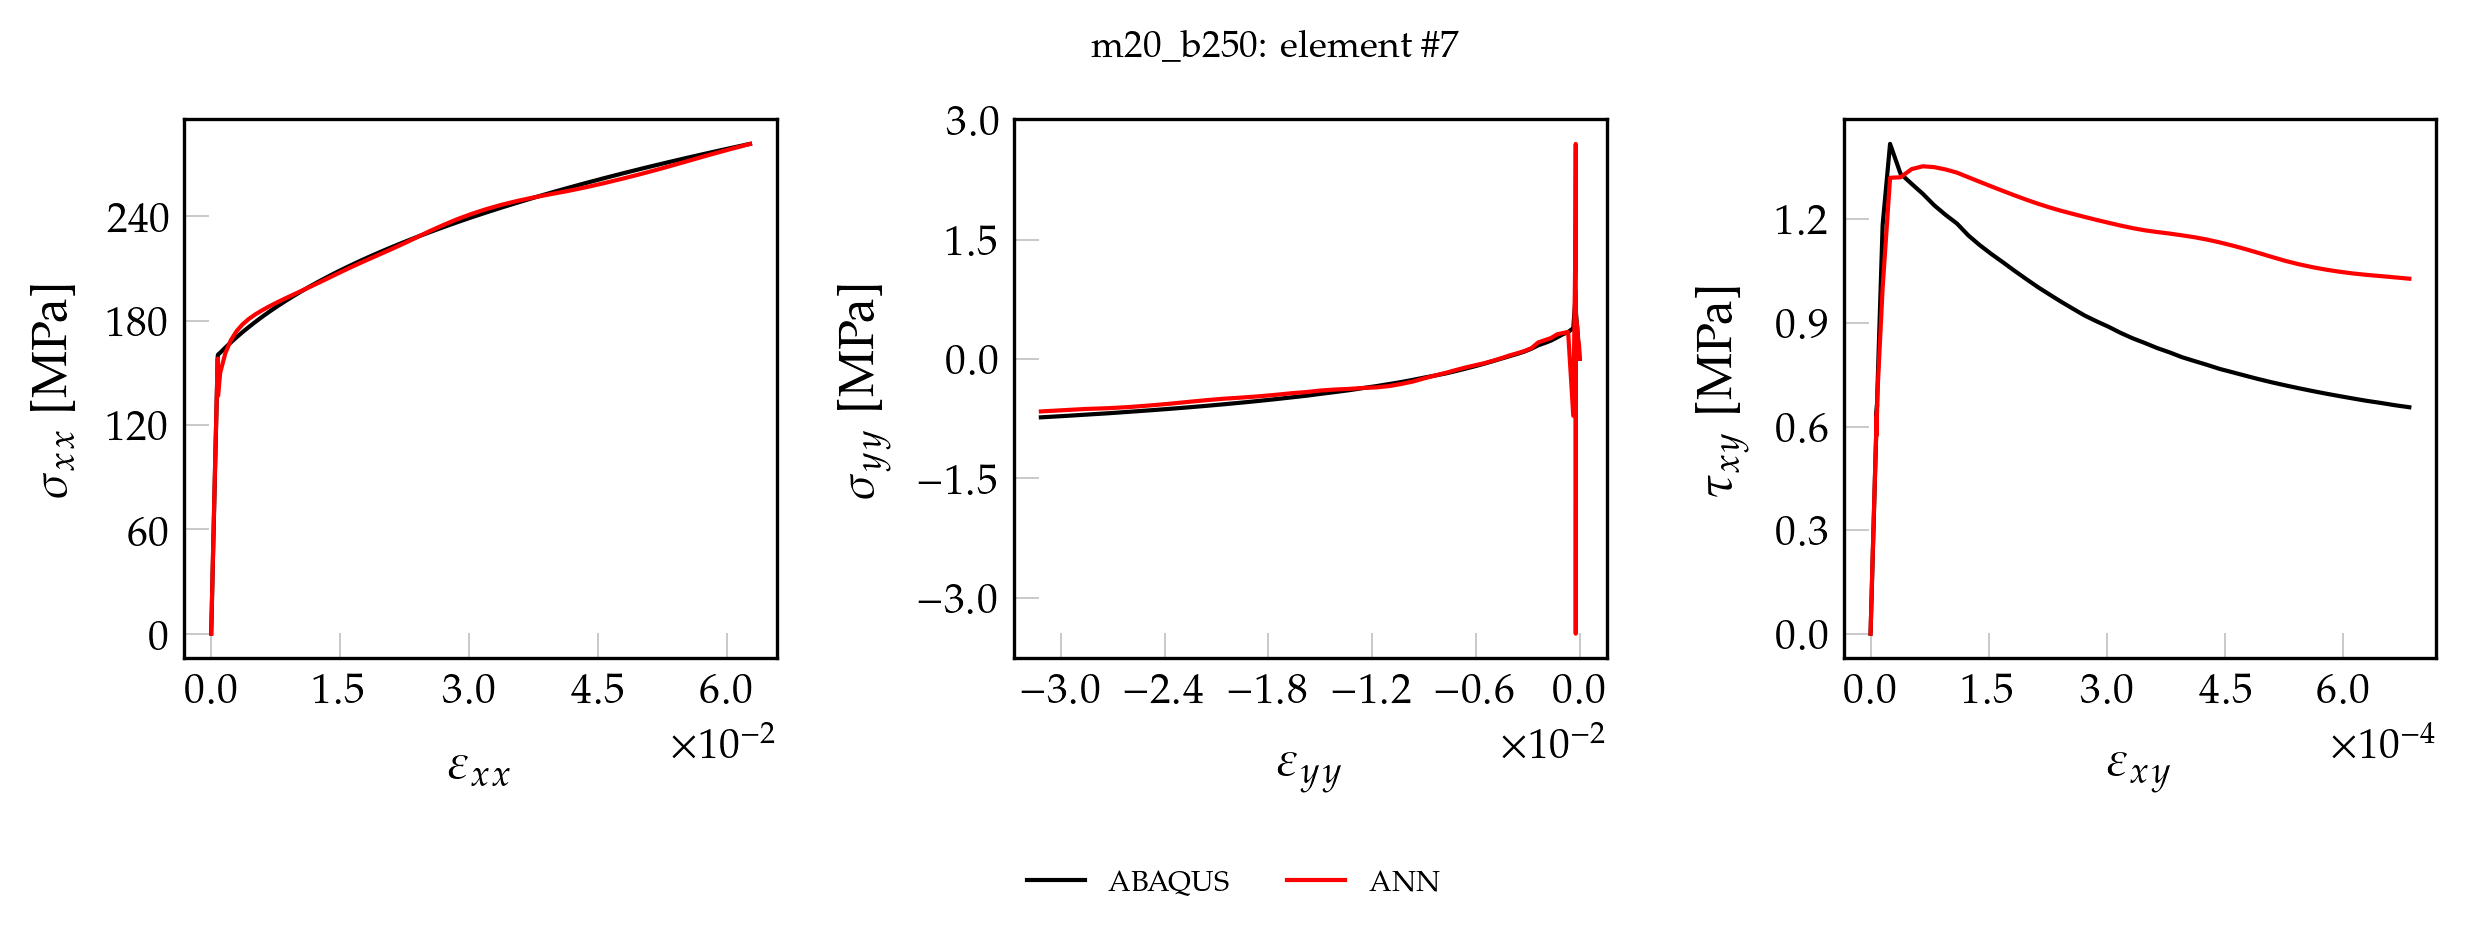 m20_b250: element #7
σxx [MPa]
240
180
120
60
0
0.0 1.5 3.0 4.5 6.0
×10−2
εxx
σyy [MPa]
3.0
1.5
0.0
−1.5
−3.0
−3.0 −2.4 −1.8 −1.2 −0.6 0.0
×10−2
εyy
τxy [MPa]
1.2
0.9
0.6
0.3
0.0
0.0 1.5 3.0 4.5 6.0
×10−4
εxy
ABAQUS ANN